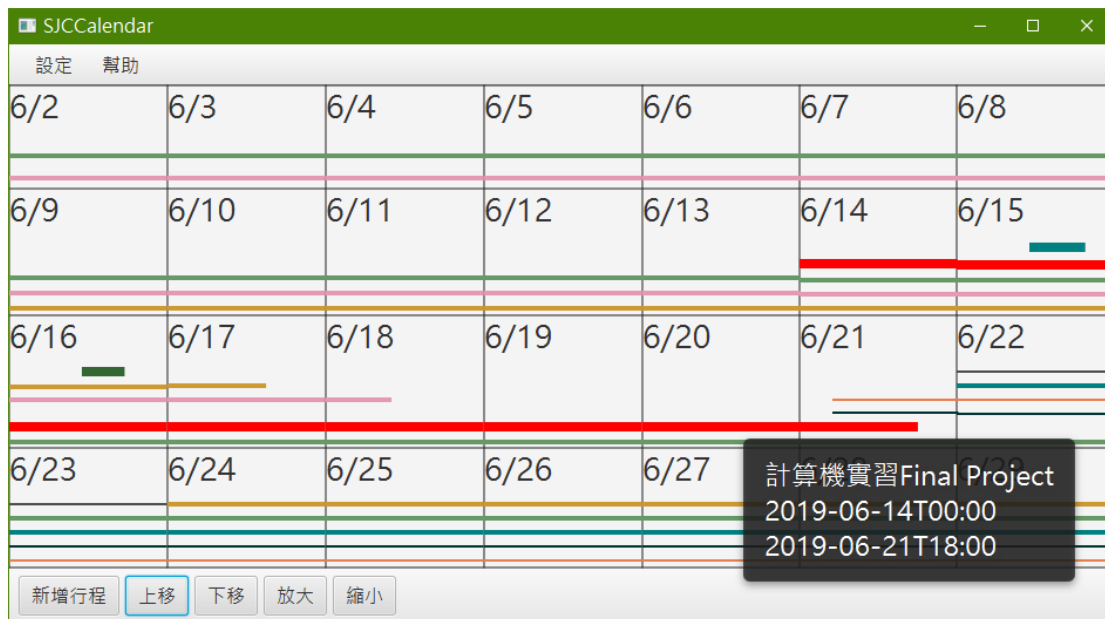 SJCCalendar
設定 幫助
6/2 6/3 6/4 6/5 6/6 6/7 6/8
6/9 6/10 6/11 6/12 6/13 6/14 6/15
6/16 6/17 6/18 6/19 6/20 6/21 6/22
6/23 6/24 6/25 6/26 6/27
計算機實習Final Project
2019-06-14T00:00
2019-06-21T18:00
新增行程 上移 下移 放大 縮小